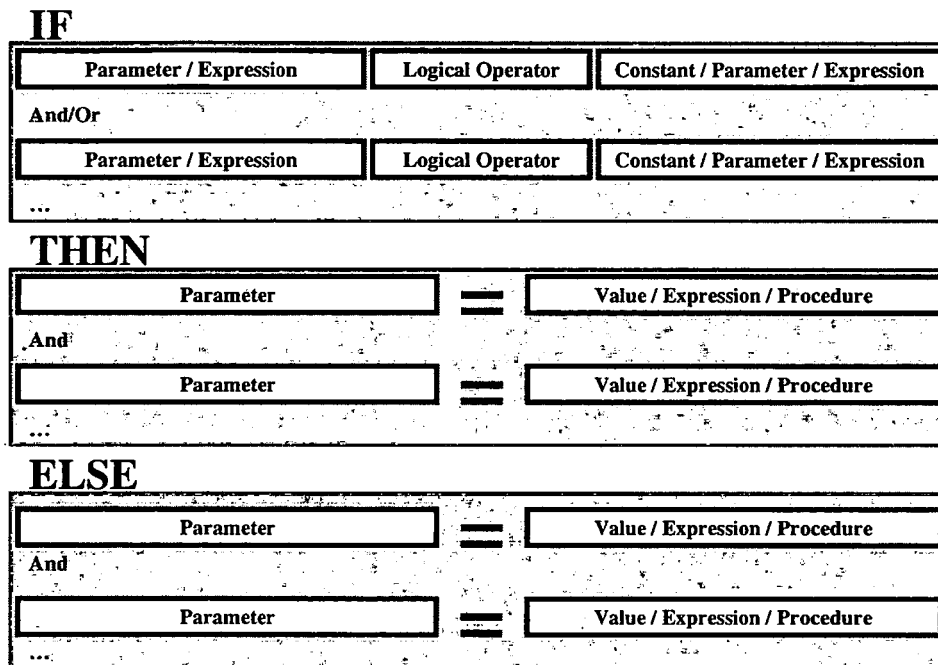 IF
Parameter / Expression Logical Operator Constant / Parameter / Expression
And/Or
Parameter / Expression Logical Operator Constant / Parameter / Expression
...
THEN
Parameter = Value / Expression / Procedure
And
Parameter = Value / Expression / Procedure
...
ELSE
Parameter = Value / Expression / Procedure
And
Parameter = Value / Expression / Procedure
...